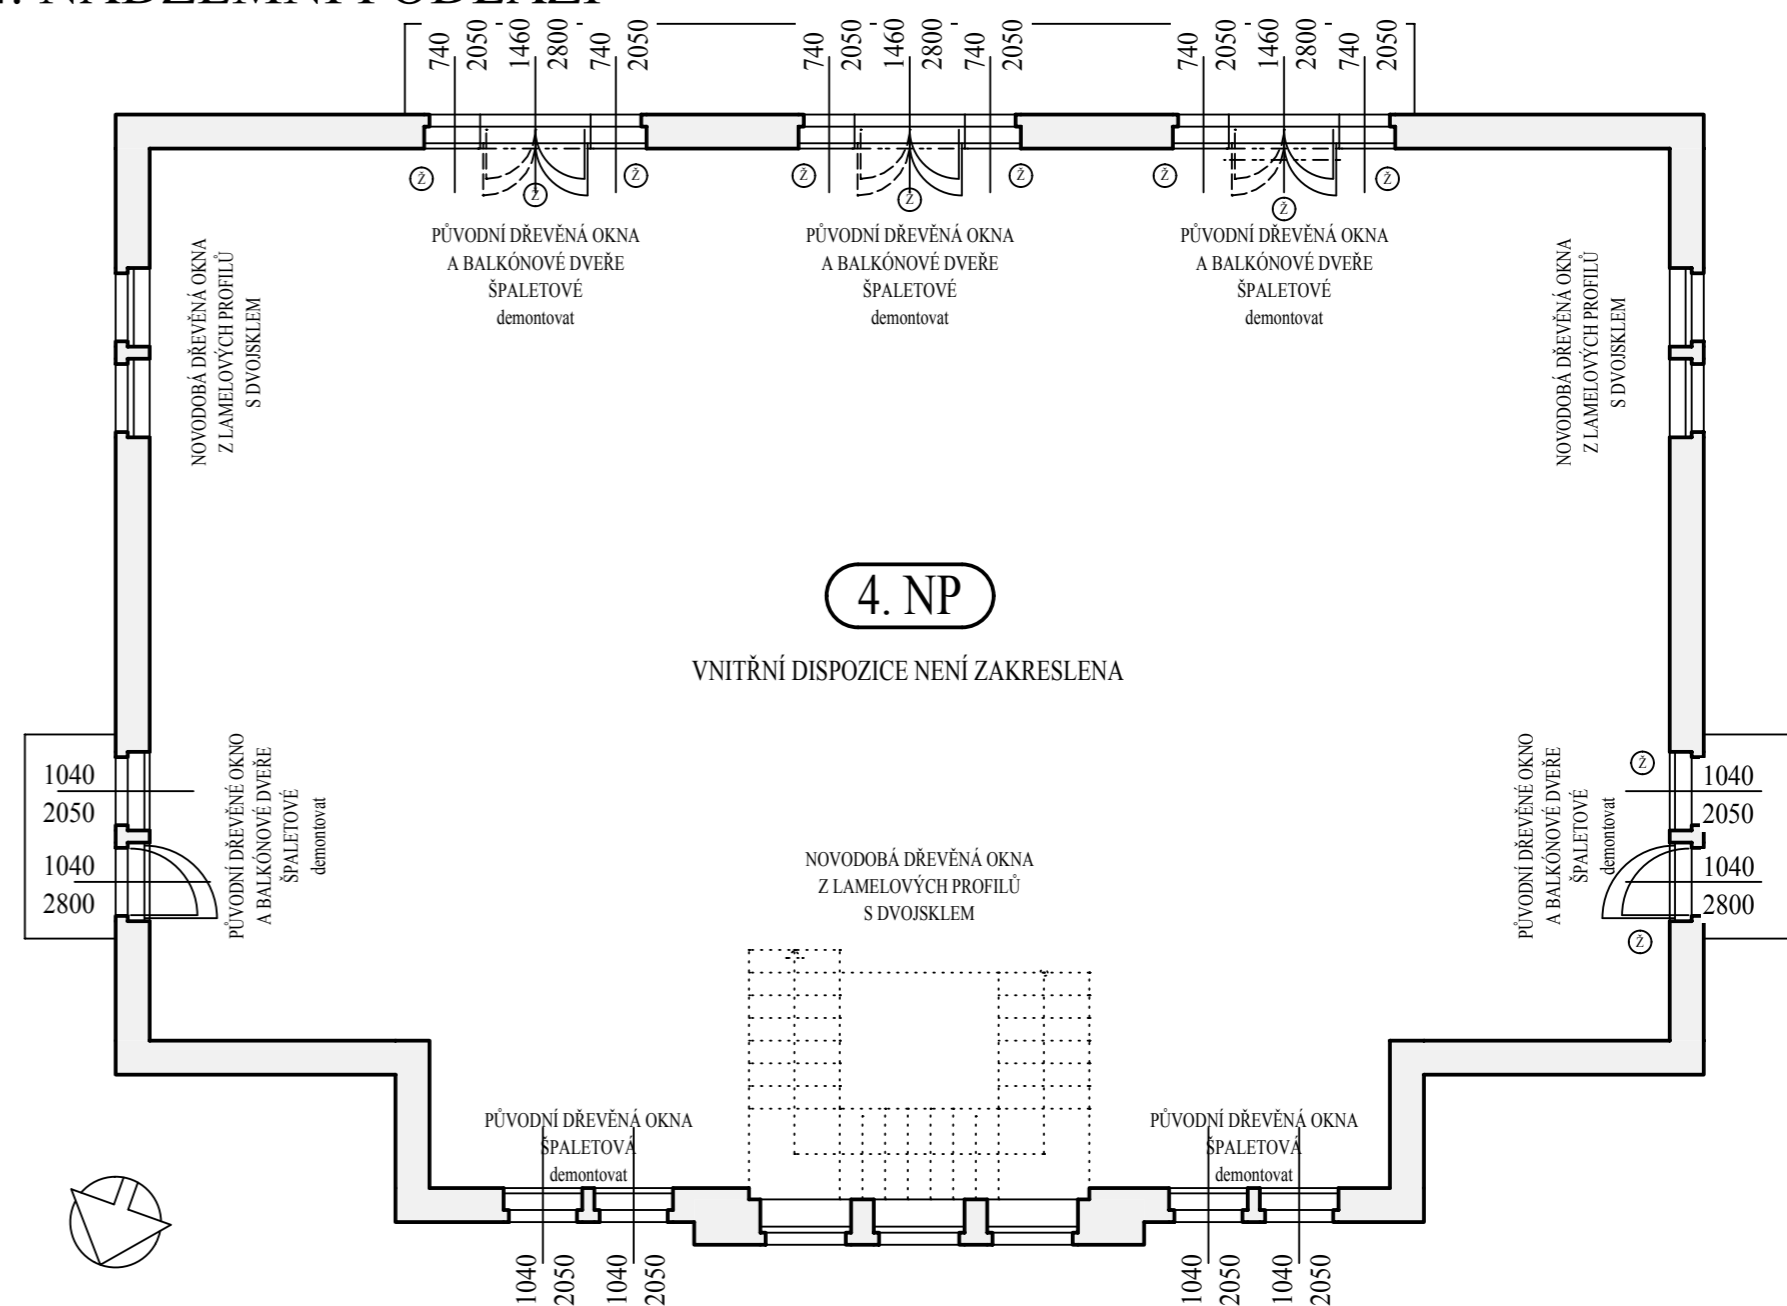 4. NADZEMNÍ PODLAŽÍ
740 2050 1460 2800 740 2050
740 2050 1460 2800 740 2050
740 2050 1460 2800 740 2050
Ž Ž Ž
Ž Ž Ž
Ž Ž Ž
PŮVODNÍ DŘEVĚNÁ OKNA
A BALKÓNOVÉ DVEŘE
ŠPALETOVÉ
demontovat
PŮVODNÍ DŘEVĚNÁ OKNA
A BALKÓNOVÉ DVEŘE
ŠPALETOVÉ
demontovat
PŮVODNÍ DŘEVĚNÁ OKNA
A BALKÓNOVÉ DVEŘE
ŠPALETOVÉ
demontovat
NOVODOBÁ DŘEVĚNÁ OKNA
Z LAMELOVÝCH PROFILŮ
S DVOJSKLEM
NOVODOBÁ DŘEVĚNÁ OKNA
Z LAMELOVÝCH PROFILŮ
S DVOJSKLEM
4. NP
VNITŘNÍ DISPOZICE NENÍ ZAKRESLENA
1040
2050
1040
2800
PŮVODNÍ DŘEVĚNÉ OKNO
A BALKÓNOVÉ DVEŘE
ŠPALETOVÉ
demontovat
NOVODOBÁ DŘEVĚNÁ OKNA
Z LAMELOVÝCH PROFILŮ
S DVOJSKLEM
PŮVODNÍ DŘEVĚNÉ OKNO
A BALKÓNOVÉ DVEŘE
ŠPALETOVÉ
demontovat
Ž
1040
2050
1040
2800
Ž
PŮVODNÍ DŘEVĚNÁ OKNA
ŠPALETOVÁ
demontovat
PŮVODNÍ DŘEVĚNÁ OKNA
ŠPALETOVÁ
demontovat
1040 2050 1040 2050
1040 2050 1040 2050